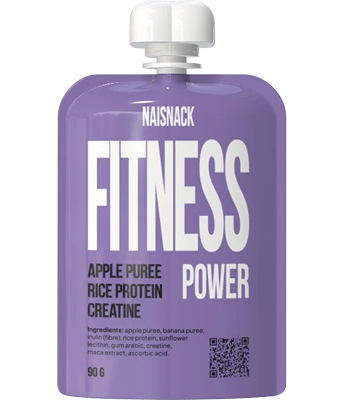 NAISNACK
FITNESS
POWER
APPLE PUREE
RICE PROTEIN
CREATINE
Ingredients: apple puree, banana puree,
inulin (fibre), rice protein, sunflower
lecithin, gum arabic, creatine,
maca extract, ascorbic acid.
90 G